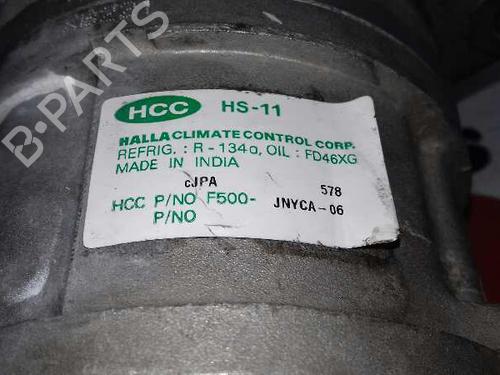 B-PARTS
HCC HS-11
HALLA CLIMATE CONTROL CORP.
REFRIG. : R-134a, OIL : FD46XG
MADE IN INDIA
cJPA 578
HCC P/NO F500- JNYCA-06
P/NO